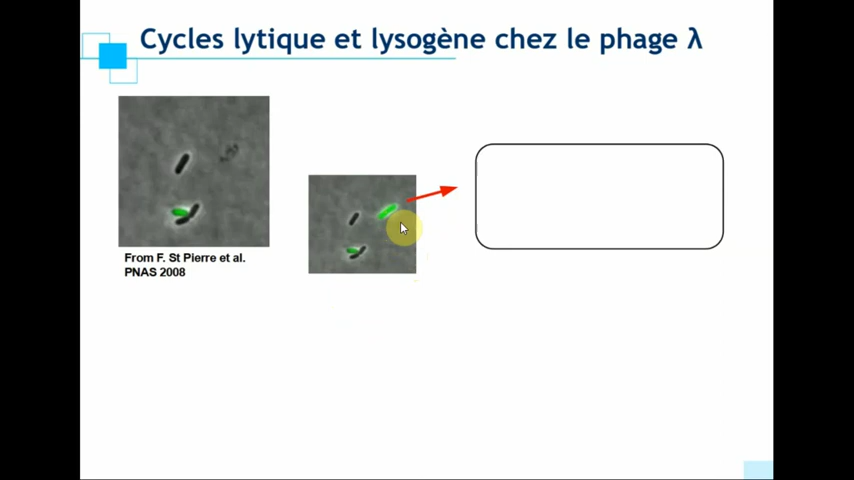 Cycles lytique et lysogène chez le phage λ
From F. St Pierre et al.
PNAS 2008